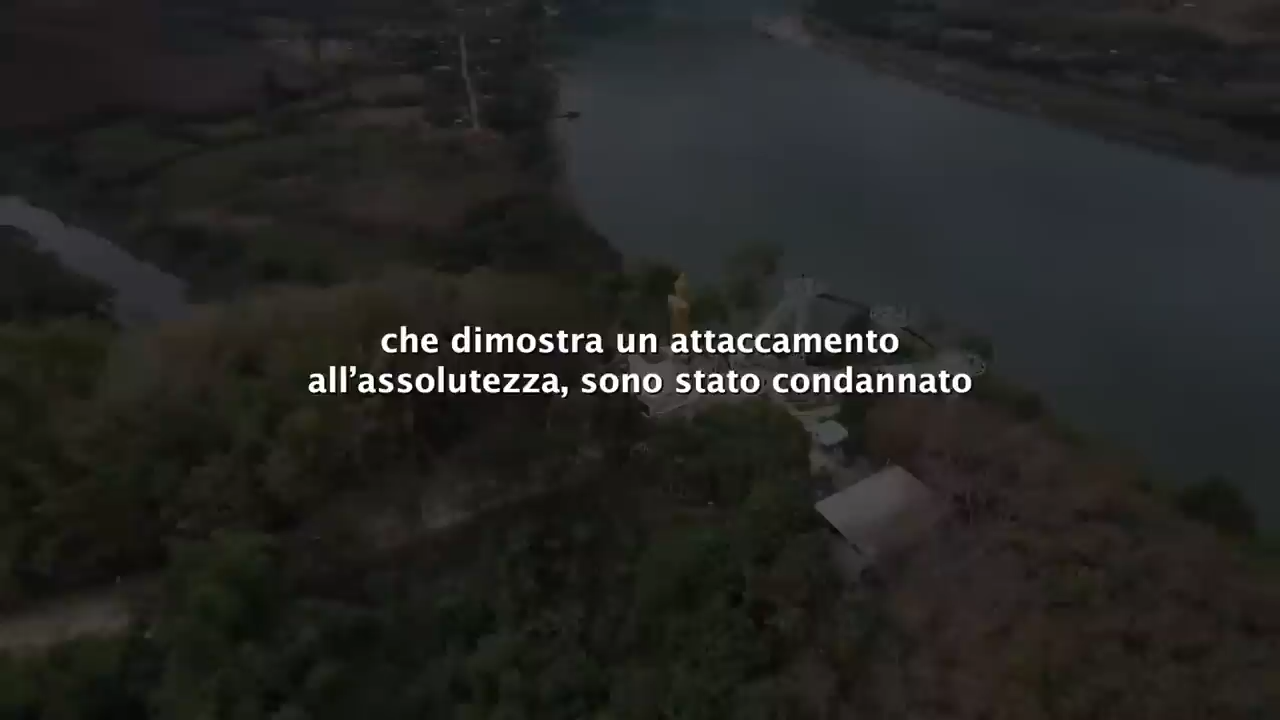 che dimostra un attaccamento
all’assolutezza, sono stato condannato